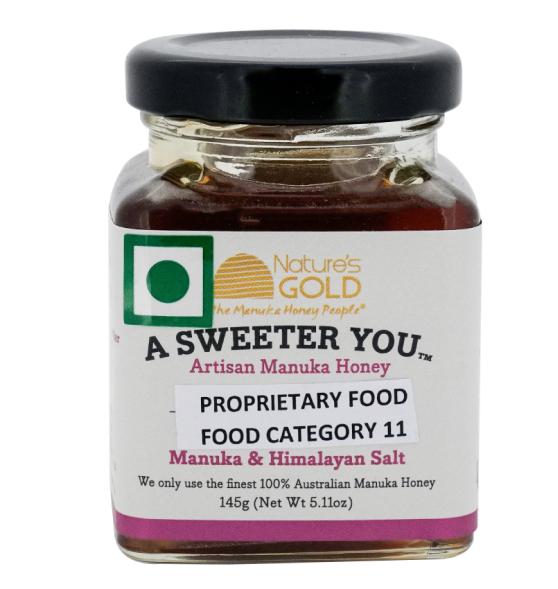 Nature's
GOLD
the Manuka Honey People®
A SWEETER YOU™
Artisan Manuka Honey
PROPRIETARY FOOD
FOOD CATEGORY 11
Manuka & Himalayan Salt
We only use the finest 100% Australian Manuka Honey
145g (Net Wt 5.11oz)